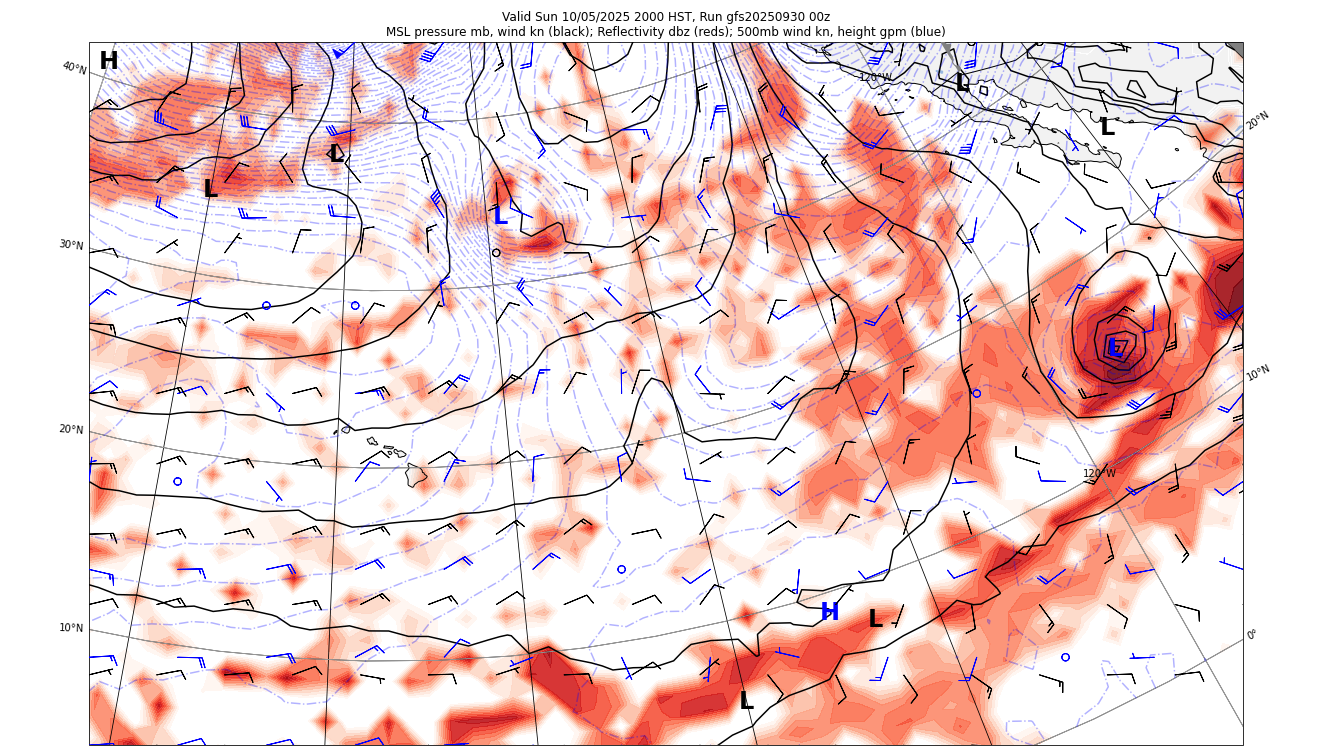 Valid Sun 10/05/2025 2000 HST, Run gfs20250930 00z
MSL pressure mb, wind kn (black); Reflectivity dbz (reds); 500mb wind kn, height gpm (blue)
H
40°N
120°W
L
L
20°N
L
L
L
30°N
L
10°N
20°N
120°W
H
L
10°N
0°
L